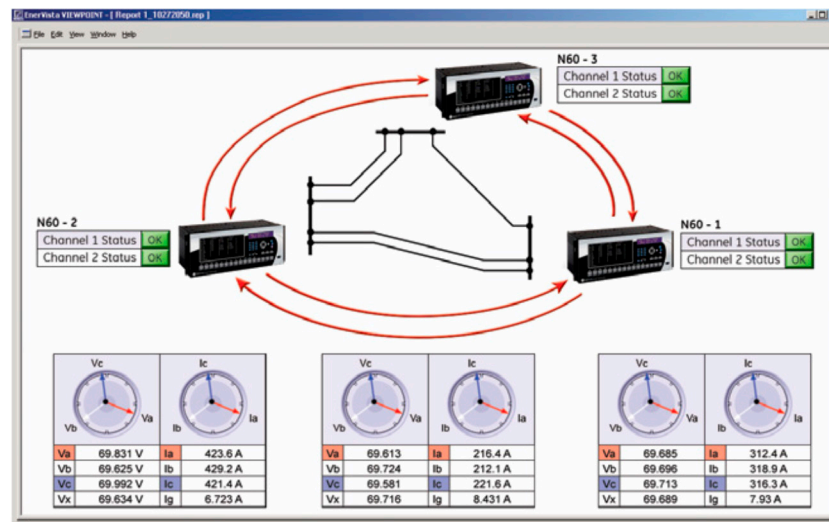 EnerVista VIEWPOINT - [ Report 1_10272050.rep ]
File Edit View Window Help
N60 - 3
Channel 1 Status OK
Channel 2 Status OK
N60 - 2
Channel 1 Status OK
Channel 2 Status OK
N60 - 1
Channel 1 Status OK
Channel 2 Status OK
Vc Ic Vc Ic Vc Ic
Va Ia Va Ia Va Ia
Vb Ib Vb Ib Vb Ib
Va 69.831 V Ia 423.6 A
Vb 69.625 V Ib 429.2 A
Vc 69.992 V Ic 421.4 A
Vx 69.634 V Ig 6.723 A
Va 69.613 Ia 216.4 A
Vb 69.724 Ib 212.1 A
Vc 69.581 Ic 221.6 A
Vx 69.716 Ig 8.431 A
Va 69.685 Ia 312.4 A
Vb 69.696 Ib 318.9 A
Vc 69.713 Ic 316.3 A
Vx 69.689 Ig 7.93 A